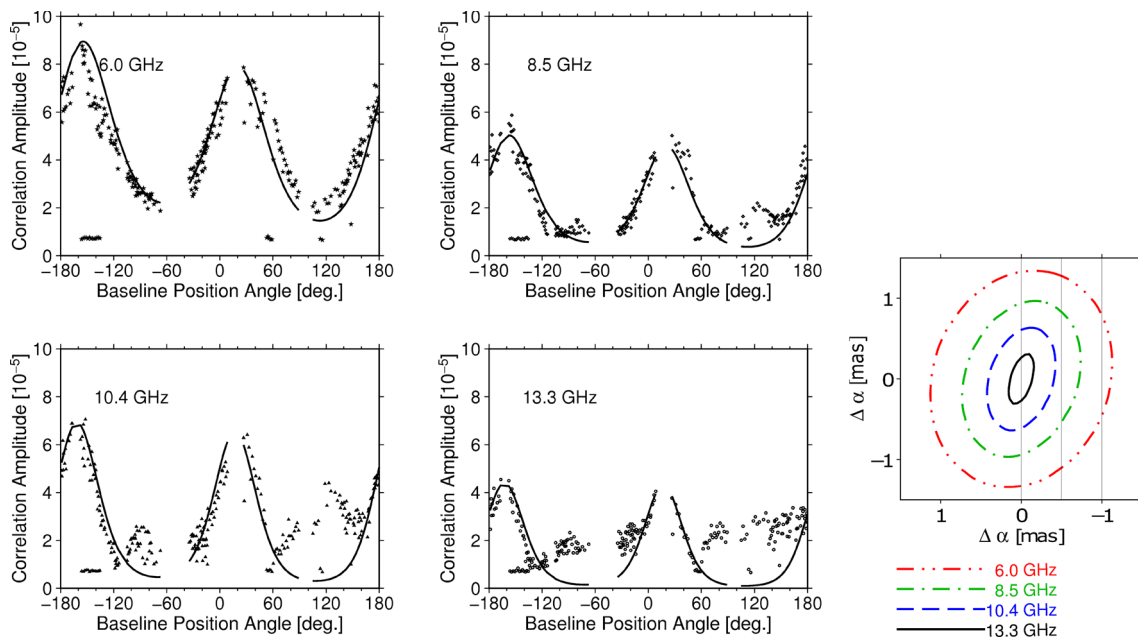 Correlation Amplitude [10−5]
10
8
6
4
2
0
6.0 GHz
−180 −120 −60 0 60 120 180
Baseline Position Angle [deg.]
Correlation Amplitude [10−5]
10
8
6
4
2
0
8.5 GHz
−180 −120 −60 0 60 120 180
Baseline Position Angle [deg.]
Correlation Amplitude [10−5]
10
8
6
4
2
0
10.4 GHz
−180 −120 −60 0 60 120 180
Baseline Position Angle [deg.]
Correlation Amplitude [10−5]
10
8
6
4
2
0
13.3 GHz
−180 −120 −60 0 60 120 180
Baseline Position Angle [deg.]
Δ α [mas]
1
0
−1
1 0 −1
Δ α [mas]
6.0 GHz
8.5 GHz
10.4 GHz
13.3 GHz